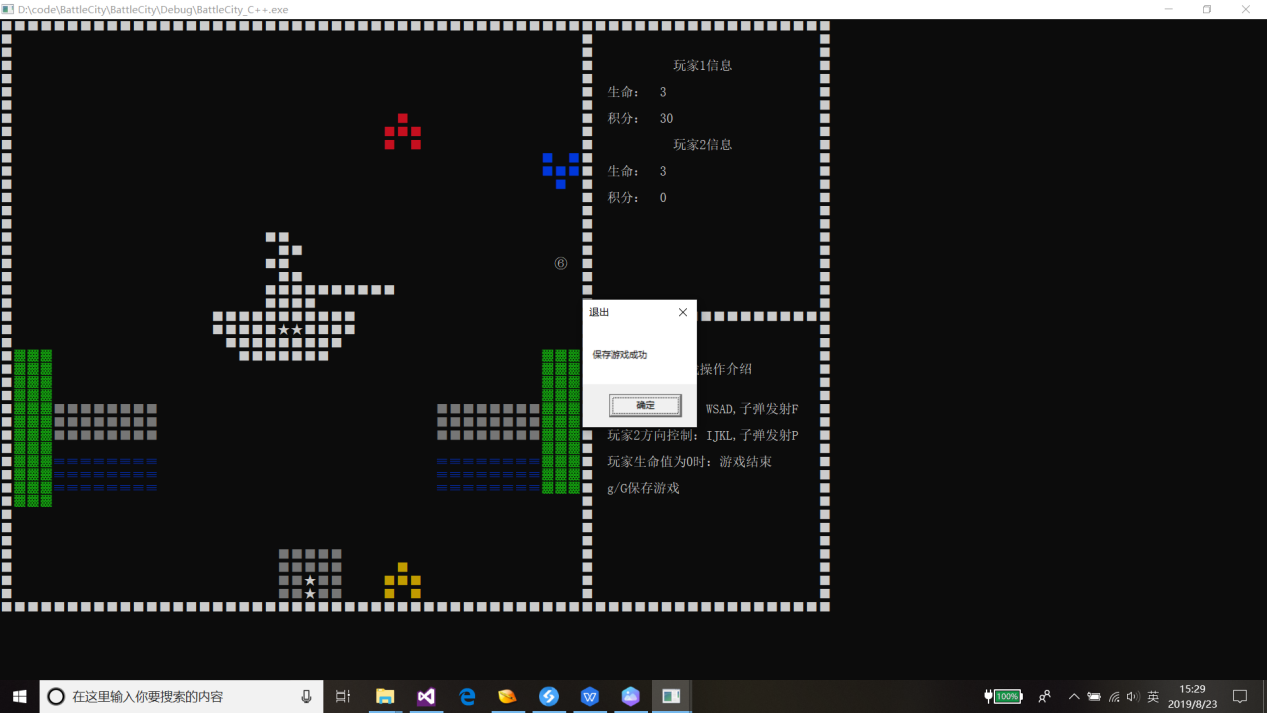 D:\code\BattleCity\BattleCity\Debug\BattleCity_C++.exe
玩家1信息
生命： 3
积分： 30
玩家2信息
生命： 3
积分： 0
⑥
退出
保存游戏成功
确定
操作介绍
WSAD,子弹发射F
玩家2方向控制：IJKL,子弹发射P
玩家生命值为0时：游戏结束
g/G保存游戏
在这里输入你要搜索的内容
100%
英
15:29
2019/8/23